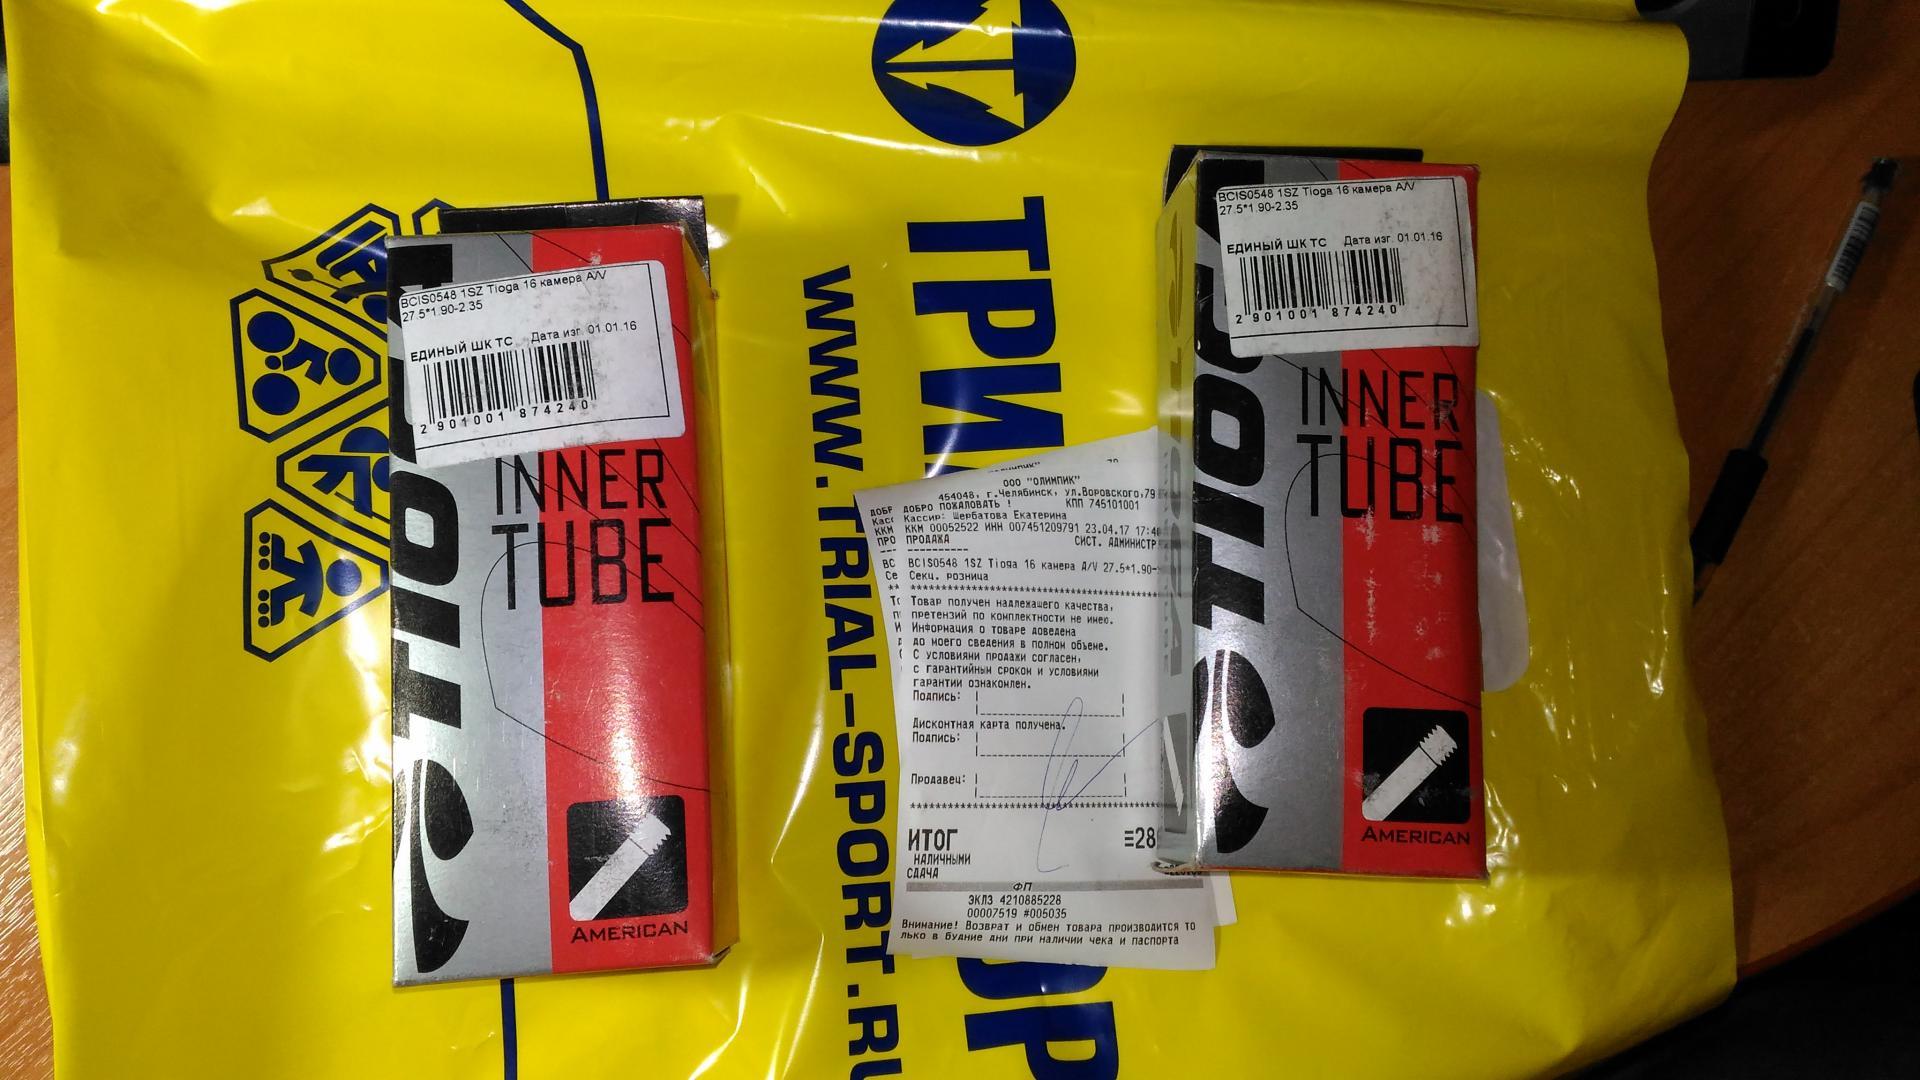 BCIS0548 1SZ Tioga 16 камера A/V
27.5*1.90-2.35
ЕДИНЫЙ ШК ТС Дата изг. 01.01.16
2 901001 874240
INNER
TUBE
AMERICAN
WWW.TRIAL-SPORT.RU
ООО "ОЛИМПИК"
454048, г.Челябинск, ул.Воровского,79
ДОБРО ПОЖАЛОВАТЬ ! КПП 745101001
Кассир: Щербатова Екатерина
ККМ 00052522 ИНН 007451209791 23.04.17
ПРОДАЖА СИСТ. АДМИНИСТР
BCIS0548 1SZ Tioga 16 камера A/V 27.5*1.90-
Секц. розница
Товар получен надлежащего качества,
претензий по комплектности не имею.
Информация о товаре доведена
до моего сведения в полном объеме.
С условиями продажи согласен,
с гарантийным сроком и условиями
гарантии ознакомлен.
Подпись:
Дисконтная карта получена.
Подпись:
Продавец:
ИТОГ ≡28
НАЛИЧНЫМИ
СДАЧА
ФП
ЭКЛЗ 4210885228
00007519 #005035
Внимание! Возврат и обмен товара производится то
лько в будние дни при наличии чека и паспорта
BCIS0548 1SZ Tioga 16 камера A/V
27.5*1.90-2.35
ЕДИНЫЙ ШК ТС Дата изг. 01.01.16
2 901001 874240
INNER
TUBE
AMERICAN